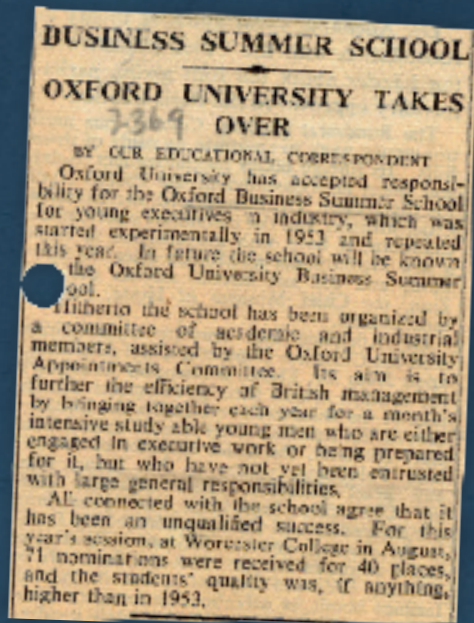 BUSINESS SUMMER SCHOOL
OXFORD UNIVERSITY TAKES
OVER
2369
BY OUR EDUCATIONAL CORRESPONDENT
Oxford University has accepted responsi-
bility for the Oxford Business Summer School
for young executives in industry, which was
started experimentally in 1953 and repeated
this year. In future the school will be known
the Oxford University Business Summer
ool.
Hitherto the school has been organized by
a committee of academic and industrial
members, assisted by the Oxford University
Appointments Committee. Its aim is to
further the efficiency of British management
by bringing together each year for a month's
intensive study able young men who are either
engaged in executive work or being prepared
for it, but who have not yet been entrusted
with large general responsibilities.
All connected with the school agree that it
has been an unqualified success. For this
year's session, at Worcester College in August,
71 nominations were received for 40 places,
and the students' quality was, if anything,
higher than in 1953.